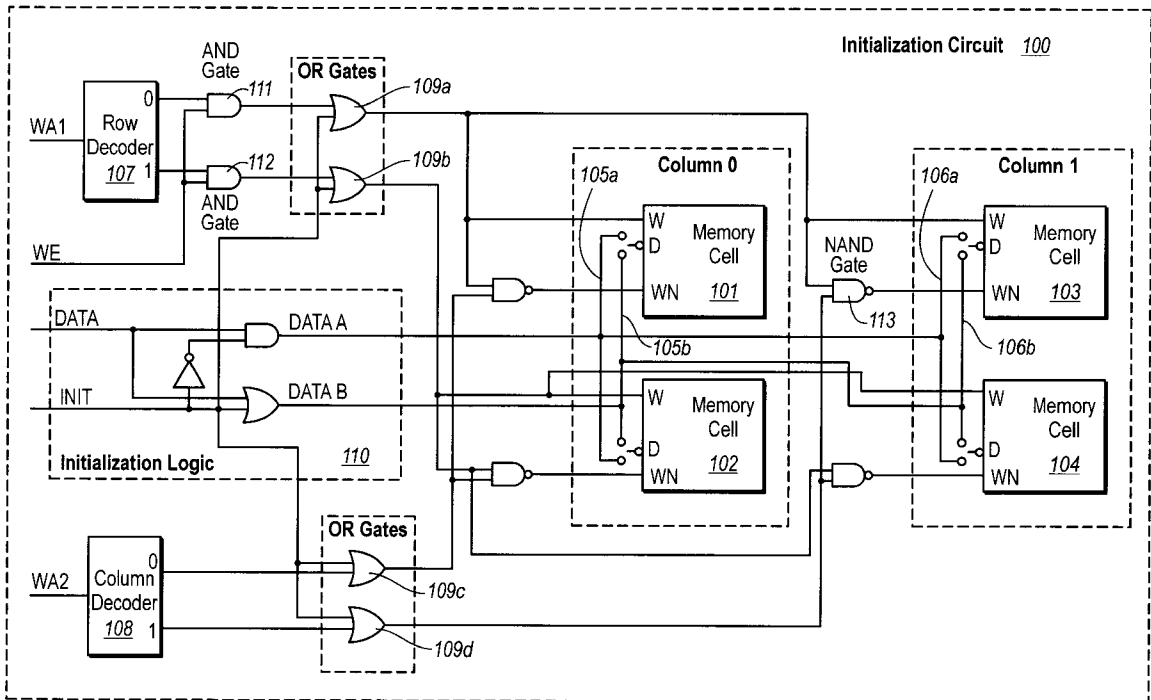 Initialization Circuit 100
AND
Gate
111
OR Gates
109a
WA1
Row
Decoder
107
0
1
112
AND
Gate
109b
WE
Column 0
105a
W
D
WN
Memory
Cell
101
105b
Column 1
106a
NAND
Gate
113
W
D
WN
Memory
Cell
103
106b
DATA
DATA A
INIT
DATA B
Initialization Logic
110
W
D
WN
Memory
Cell
102
W
D
WN
Memory
Cell
104
OR Gates
WA2
Column
Decoder
108
0
1
109c
109d